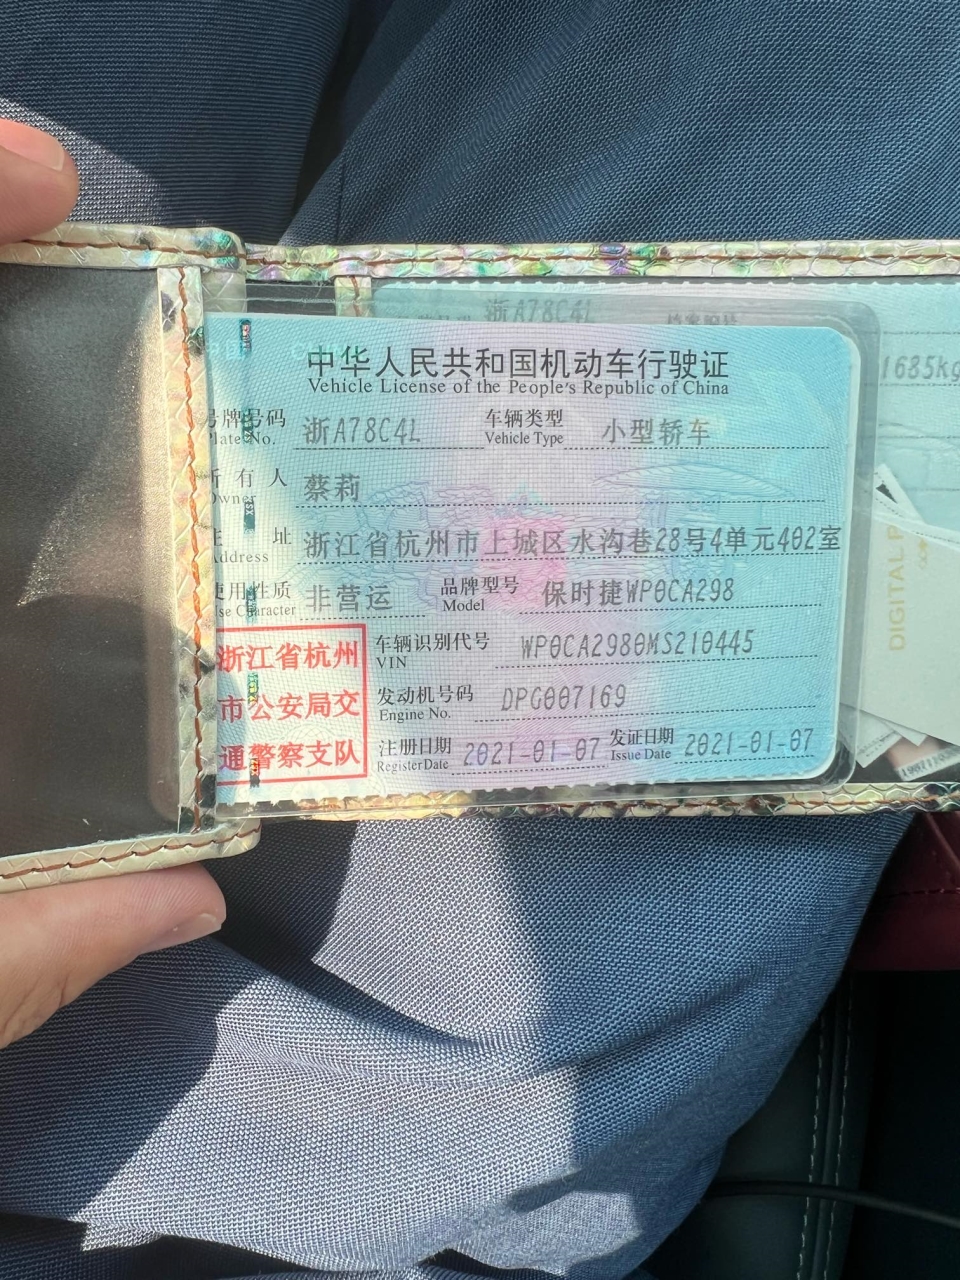 浙A78C4L
1685kg
中华人民共和国机动车行驶证
Vehicle License of the People's Republic of China
号牌号码 浙A78C4L 车辆类型 小型轿车
Plate No. Vehicle Type
所有人 蔡莉
Owner
住址 浙江省杭州市上城区水沟巷28号4单元402室
Address
使用性质 非营运 品牌型号 保时捷WP0CA298
Use Character Model
浙江省杭州
市公安局交
通警察支队
车辆识别代号 WP0CA2980MS210445
VIN
发动机号码 DPG007169
Engine No.
注册日期 2021-01-07 发证日期 2021-01-07
Register Date Issue Date
DIGITAL